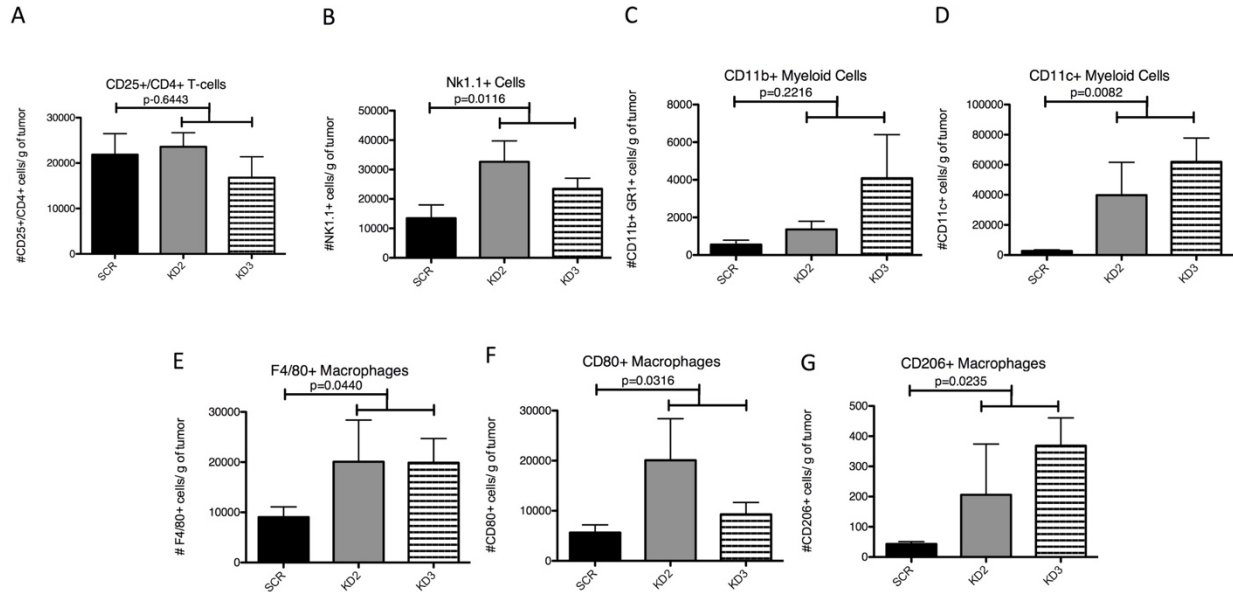 A
CD25+/CD4+ T-cells
p-0.6443
#CD25+/CD4+ cells/ g of tumor
30000
20000
10000
0
SCR
KD2
KD3
B
Nk1.1+ Cells
p=0.0116
#NK1.1+ cells/ g of tumor
50000
40000
30000
20000
10000
0
SCR
KD2
KD3
C
CD11b+ Myeloid Cells
p=0.2216
#CD11b+ GR1+ cells/ g of tumor
8000
6000
4000
2000
0
SCR
KD2
KD3
D
CD11c+ Myeloid Cells
p=0.0082
#CD11c+ cells/ g of tumor
100000
80000
60000
40000
20000
0
SCR
KD2
KD3
E
F4/80+ Macrophages
p=0.0440
# F4/80+ cells/ g of tumor
30000
20000
10000
0
SCR
KD2
KD3
F
CD80+ Macrophages
p=0.0316
#CD80+ cells/ g of tumor
30000
20000
10000
0
SCR
KD2
KD3
G
CD206+ Macrophages
p=0.0235
#CD206+ cells/ g of tumor
500
400
300
200
100
0
SCR
KD2
KD3